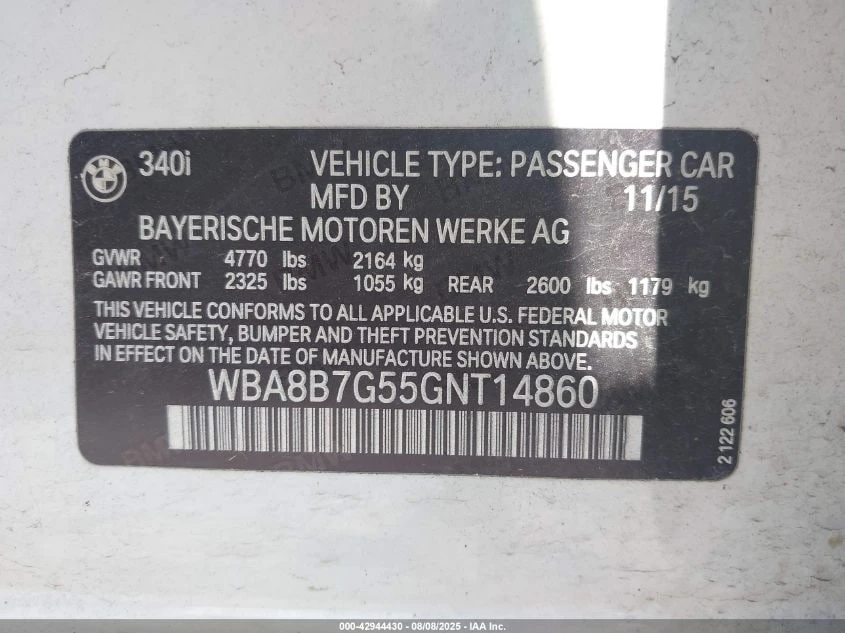 340i VEHICLE TYPE: PASSENGER CAR
MFD BY 11/15
BAYERISCHE MOTOREN WERKE AG
GVWR 4770 lbs 2164 kg
GAWR FRONT 2325 lbs 1055 kg REAR 2600 lbs 1179 kg
THIS VEHICLE CONFORMS TO ALL APPLICABLE U.S. FEDERAL MOTOR
VEHICLE SAFETY, BUMPER AND THEFT PREVENTION STANDARDS
IN EFFECT ON THE DATE OF MANUFACTURE SHOWN ABOVE.
WBA8B7G55GNT14860
2 122 606
000-42944430 - 08/08/2025 - IAA Inc.